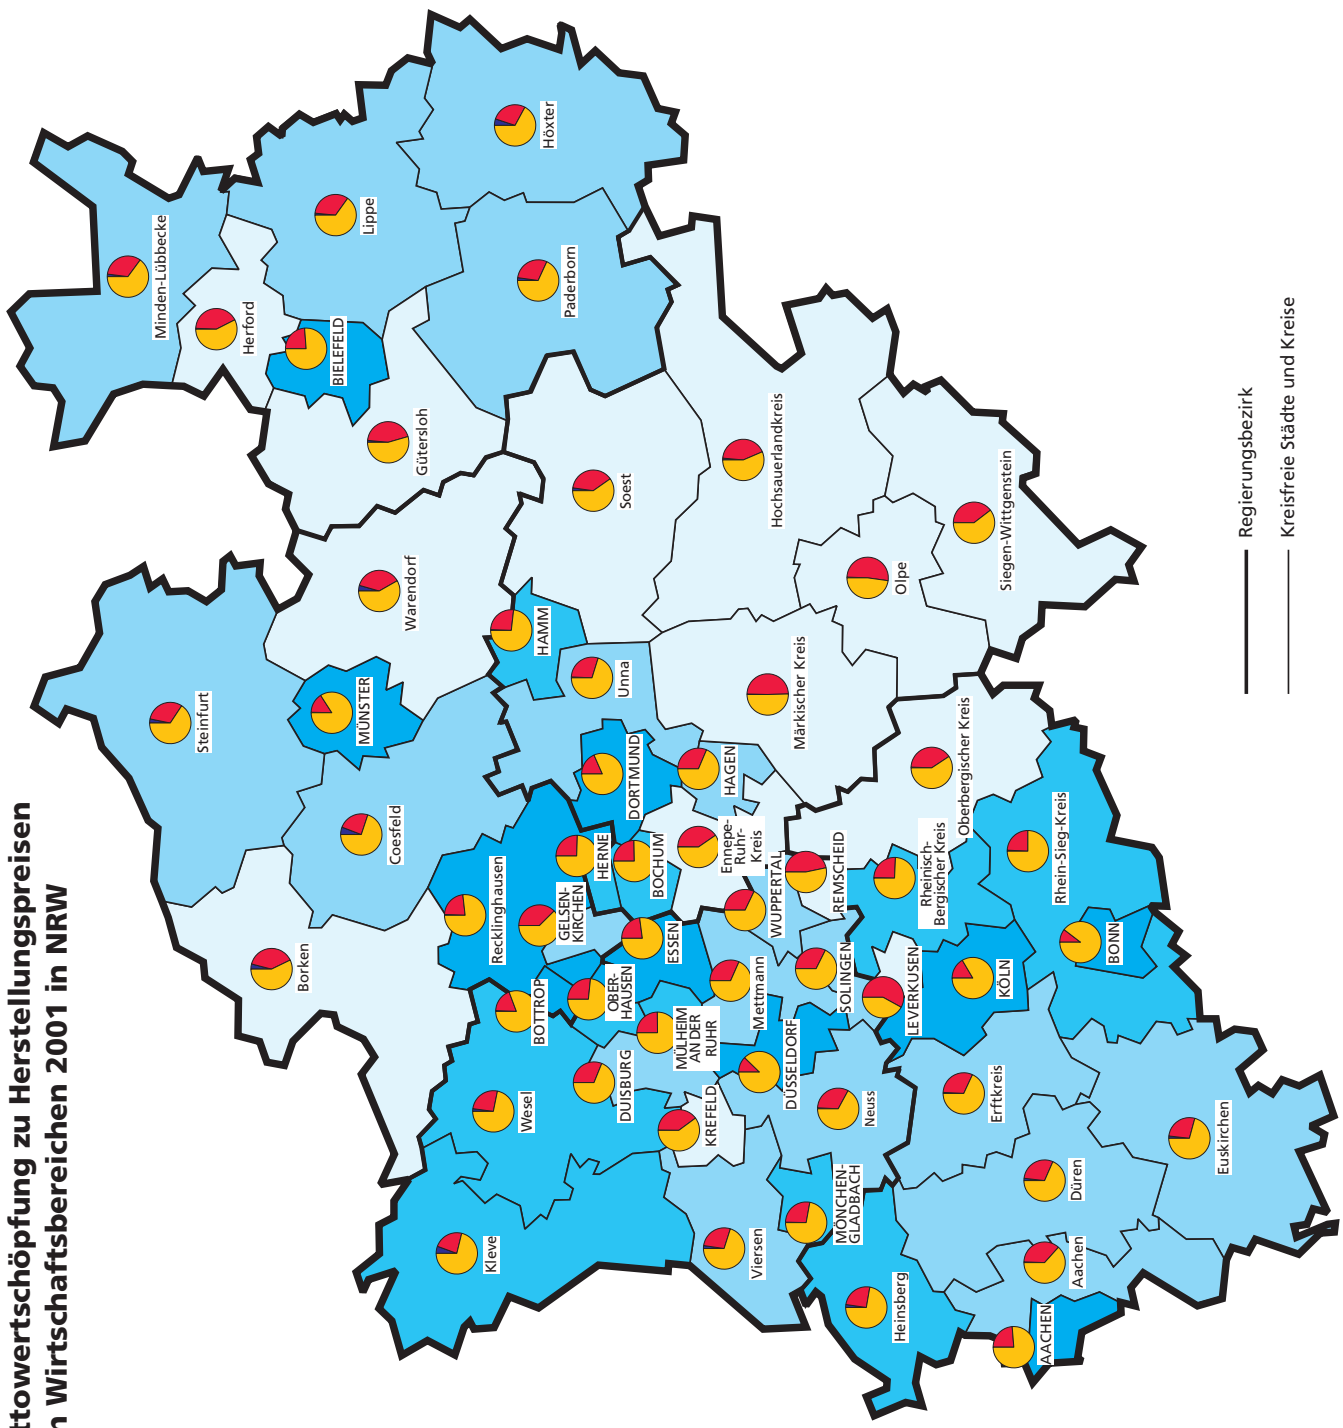 ttowertschöpfung zu Herstellungspreisen
Wirtschaftsbereichen 2001 in NRW
Minden-Lübbecke
Herford
Lippe
BIELEFELD
Höxter
Gütersloh
Paderborn
Steinfurt
Warendorf
MÜNSTER
Coesfeld
Borken
Soest
HAMM
Unna
Hochsauerlandkreis
Olpe
Siegen-Wittgenstein
Märkischer Kreis
DORTMUND
HAGEN
Ennepe-
Ruhr-
Kreis
HERNE
BOCHUM
Recklinghausen
GELSEN-
KIRCHEN
BOTTROP
OBER-
HAUSEN
ESSEN
MÜLHEIM
AN DER
RUHR
DUISBURG
Wesel
Kleve
KREFELD
Viersen
Mettmann
DÜSSELDORF
WUPPERTAL
REMSCHEID
SOLINGEN
Neuss
MÖNCHEN-
GLADBACH
Oberbergischer Kreis
Rheinisch-
Bergischer Kreis
LEVERKUSEN
KÖLN
Rhein-Sieg-Kreis
BONN
Erftkreis
Heinsberg
Düren
Aachen
AACHEN
Euskirchen
Regierungsbezirk
Kreisfreie Städte und Kreise